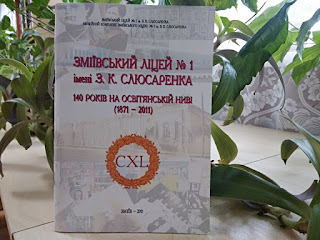 ЗМІЇВСЬКИЙ ЛІЦЕЙ № 1
імені З. К. СЛЮСАРЕНКА
140 РОКІВ НА ОСВІТЯНСЬКІЙ НИВІ
(1871 – 2011)
CXL